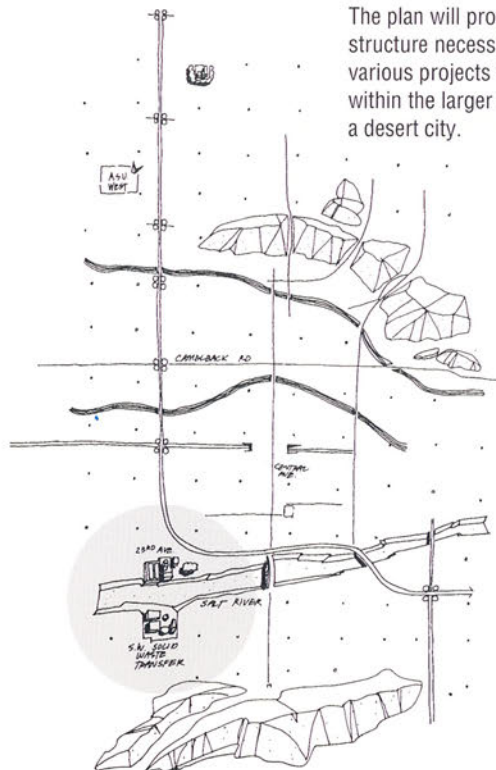 The plan will pro
structure necess
various projects
within the larger
a desert city.
ASU
WEST
CAMELBACK RD
CENTRAL
AVE.
23RD AVE
SALT RIVER
S.W. SOLID
WASTE
TRANSFER